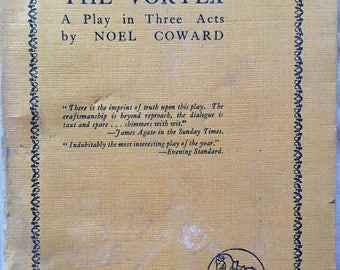 THE VORTEX
A Play in Three Acts
by NOEL COWARD
"There is the imprint of truth upon this play. The
craftsmanship is beyond reproach, the dialogue is
taut and spare . . . shimmers with wit."
—James Agate in the Sunday Times.
"Indubitably the most interesting play of the year."
—Evening Standard.